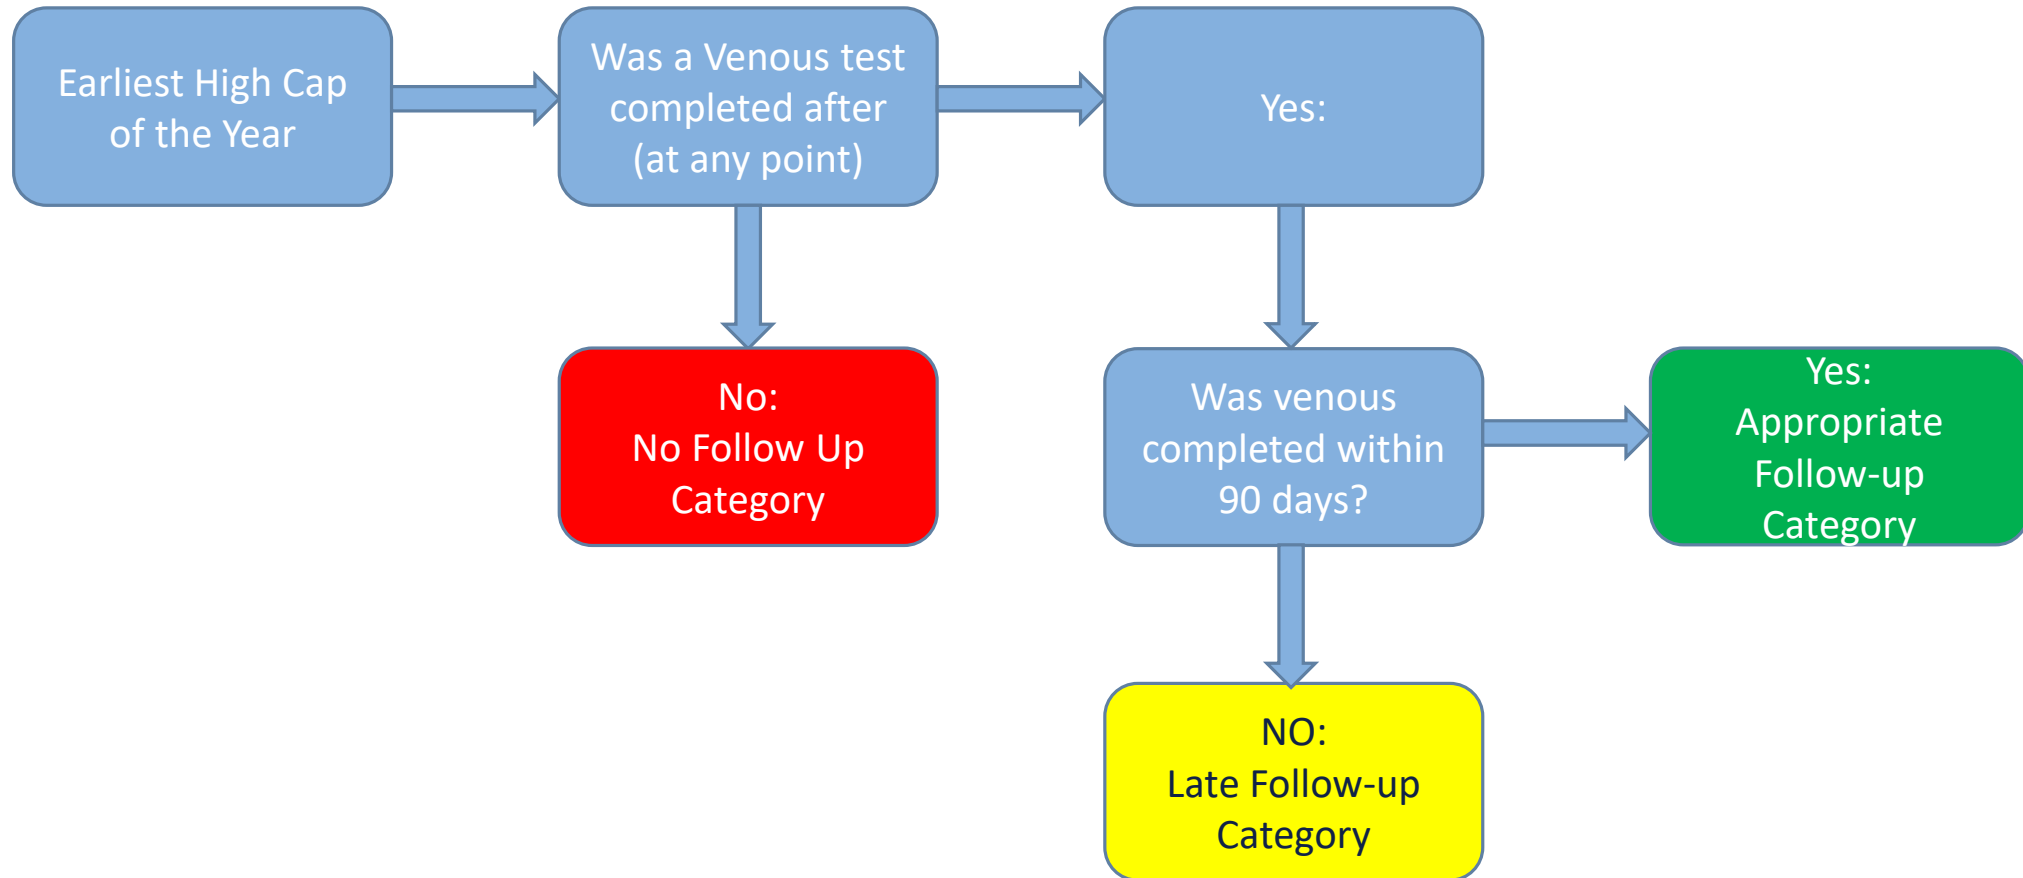 Earliest High Cap
of the Year
Was a Venous test
completed after
(at any point)
Yes:
No:
No Follow Up
Category
Was venous
completed within
90 days?
Yes:
Appropriate
Follow-up
Category
NO:
Late Follow-up
Category